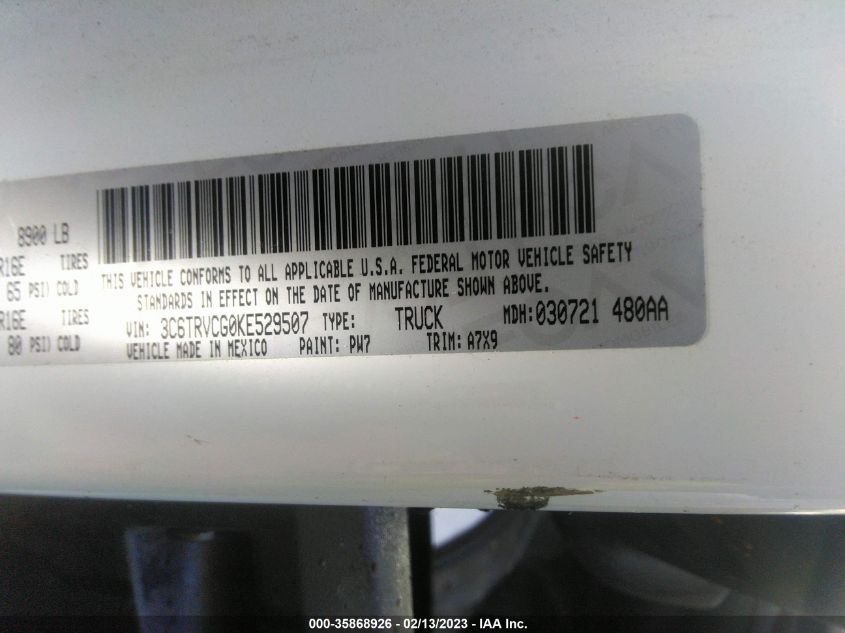 8900 LB
R16E TIRES
65 PSI) COLD
R16E TIRES
80 PSI) COLD
THIS VEHICLE CONFORMS TO ALL APPLICABLE U.S.A. FEDERAL MOTOR VEHICLE SAFETY
STANDARDS IN EFFECT ON THE DATE OF MANUFACTURE SHOWN ABOVE.
VIN: 3C6TRVCG0KE529507 TYPE: TRUCK MDH:030721 480AA
VEHICLE MADE IN MEXICO PAINT: PW7 TRIM: A7X9
000-35868926 - 02/13/2023 - IAA Inc.